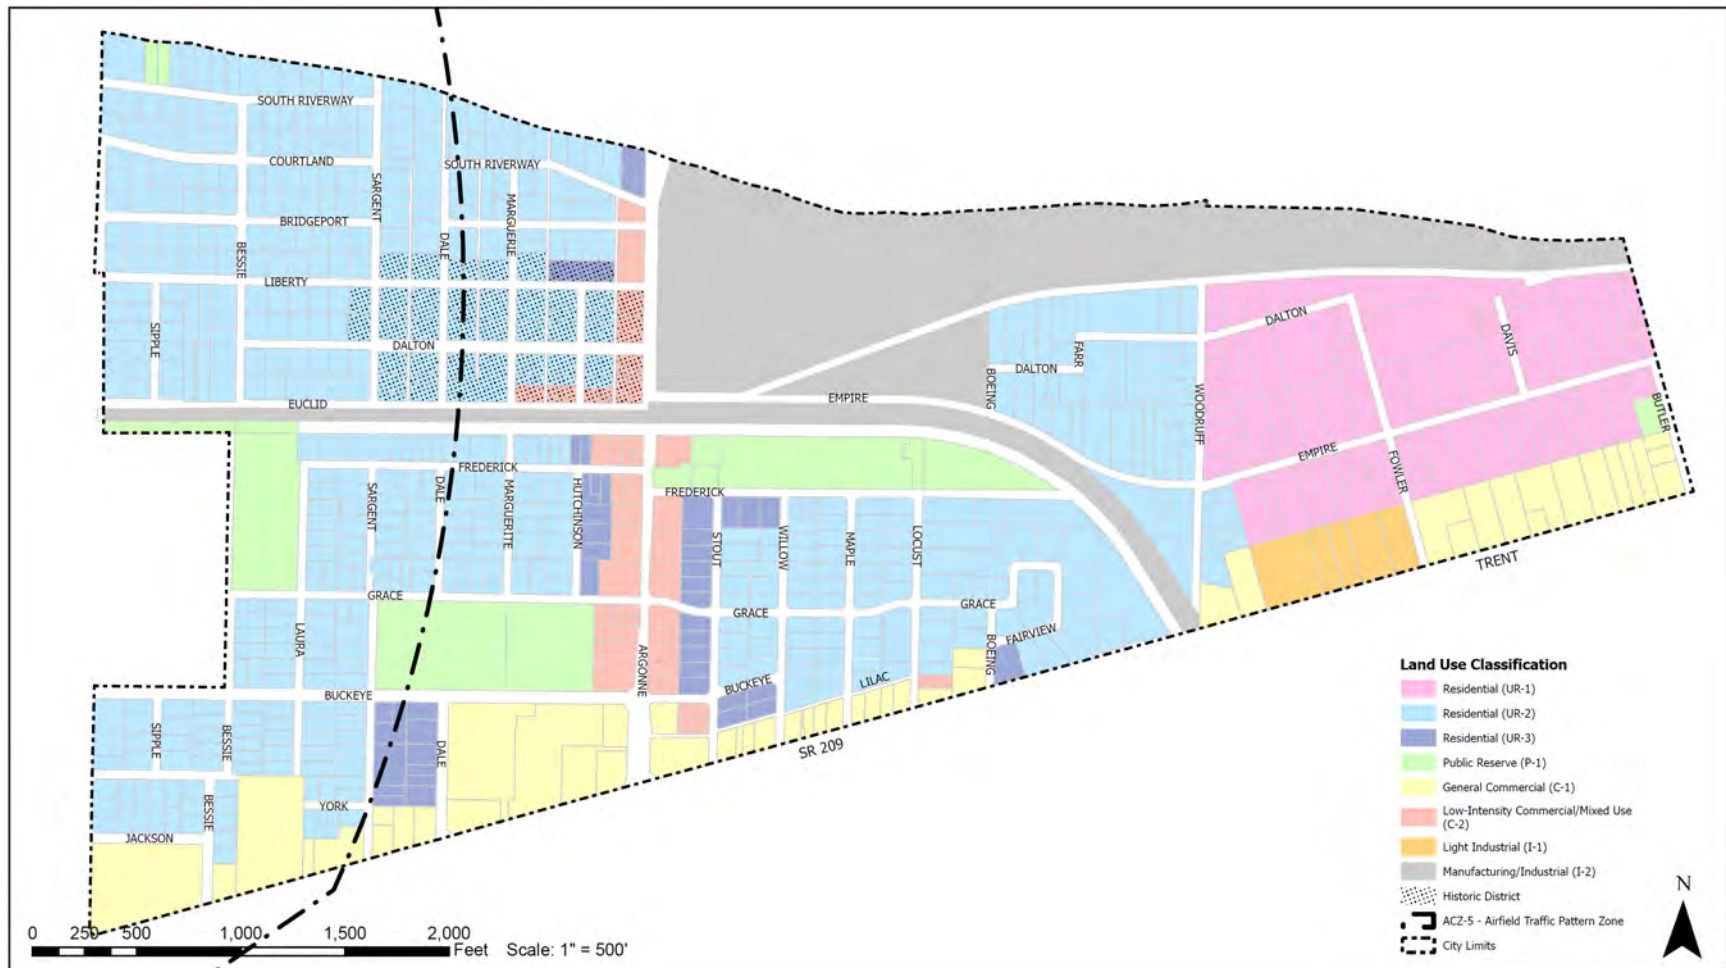 SOUTH RIVERWAY
COURTLAND
SOUTH RIVERWAY
SARGENT
MARGUERIE
BRIDGEPORT
DALE
BESSIE
LIBERTY
SIPPLE
DALTON
DALTON
DAVIS
FARR
DALTON
BOEING
WOODRUFF
EUCLID
EMPIRE
BUTLER
EMPIRE
FOWLER
FREDERICK
SARGENT
DALE
MARGUERITE
HUTCHINSON
FREDERICK
STOUT
WILLOW
MAPLE
LOCUST
TRENT
GRACE
GRACE
GRACE
LAURA
ARGONNE
BOEING
FAIRVIEW
BUCKEYE
BUCKEYE
LILAC
SIPPLE
BESSIE
DALE
SR 209
BESSIE
YORK
JACKSON
Land Use Classification
Residential (UR-1)
Residential (UR-2)
Residential (UR-3)
Public Reserve (P-1)
General Commercial (C-1)
Low-Intensity Commercial/Mixed Use
(C-2)
Light Industrial (I-1)
Manufacturing/Industrial (I-2)
Historic District
ACZ-5 - Airfield Traffic Pattern Zone
City Limits
N
0 250 500 1,000 1,500 2,000
Feet Scale: 1" = 500'